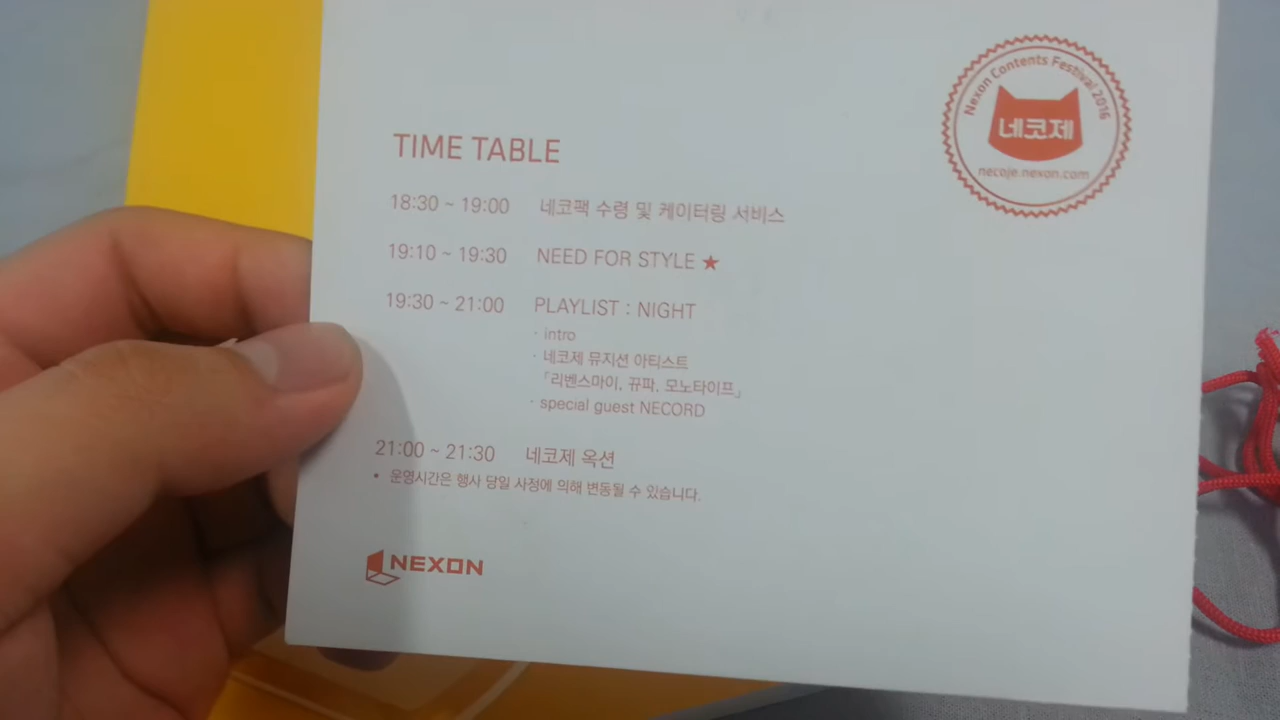 Nexon Contents Festival 2016
네코제
necoje.nexon.com
TIME TABLE
18:30 ~ 19:00 네코팩 수령 및 케이터링 서비스
19:10 ~ 19:30 NEED FOR STYLE ★
19:30 ~ 21:00 PLAYLIST : NIGHT
· intro
· 네코제 뮤지션 아티스트
「리벤스마이, 뀨파, 모노타이프」
· special guest NECORD
21:00 ~ 21:30 네코제 옥션
• 운영시간은 행사 당일 사정에 의해 변동될 수 있습니다.
NEXON